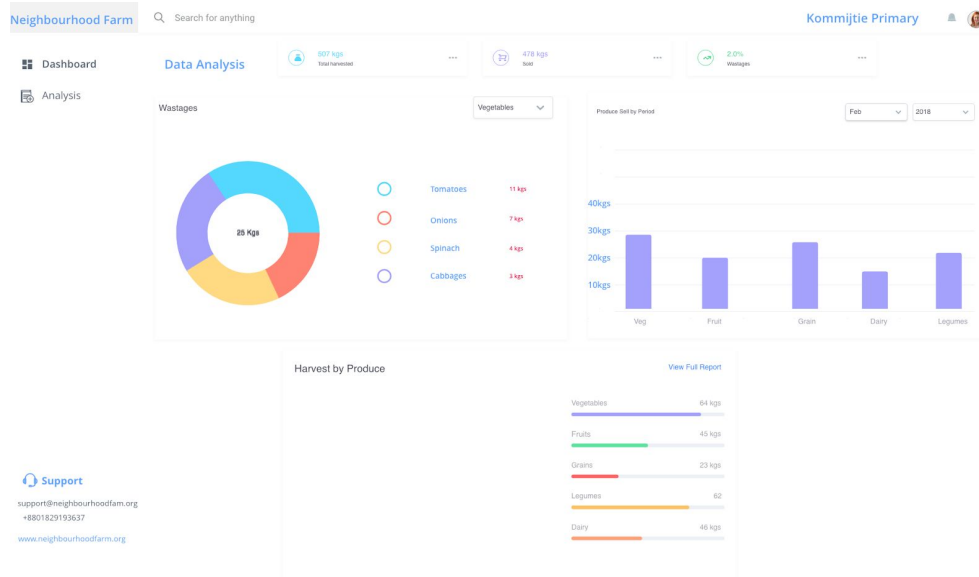 Neighbourhood Farm
Search for anything
Kommijtie Primary
Dashboard
Analysis
Data Analysis
507 kgs
Total harvested
478 kgs
Sold
2.0%
Wastages
Wastages
Vegetables
25 Kgs
Tomatoes 11 kgs
Onions 7 kgs
Spinach 4 kgs
Cabbages 3 kgs
Produce Sell by Period
Feb
2018
40kgs
30kgs
20kgs
10kgs
Veg Fruit Grain Dairy Legumes
Harvest by Produce
View Full Report
Vegetables 64 kgs
Fruits 45 kgs
Grains 23 kgs
Legumes 62
Dairy 46 kgs
Support
support@neighbourhoodfam.org
+8801829193637
www.neighbourhoodfarm.org